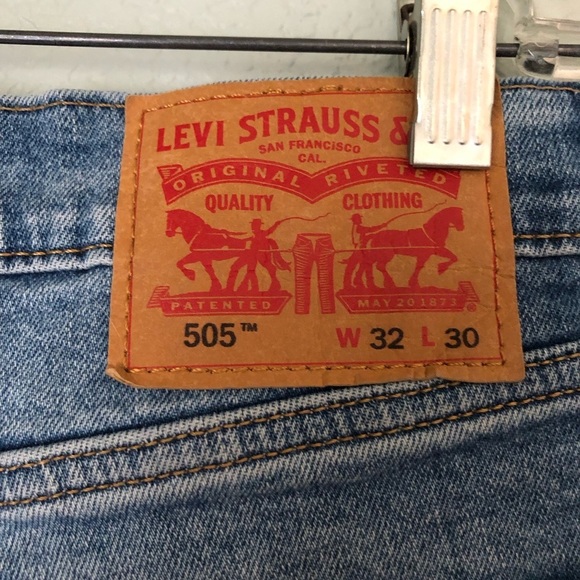 LEVI STRAUSS &
SAN FRANCISCO
CAL.
ORIGINAL RIVETED
QUALITY CLOTHING
PATENTED MAY 20 1873 ®
505™ W 32 L 30